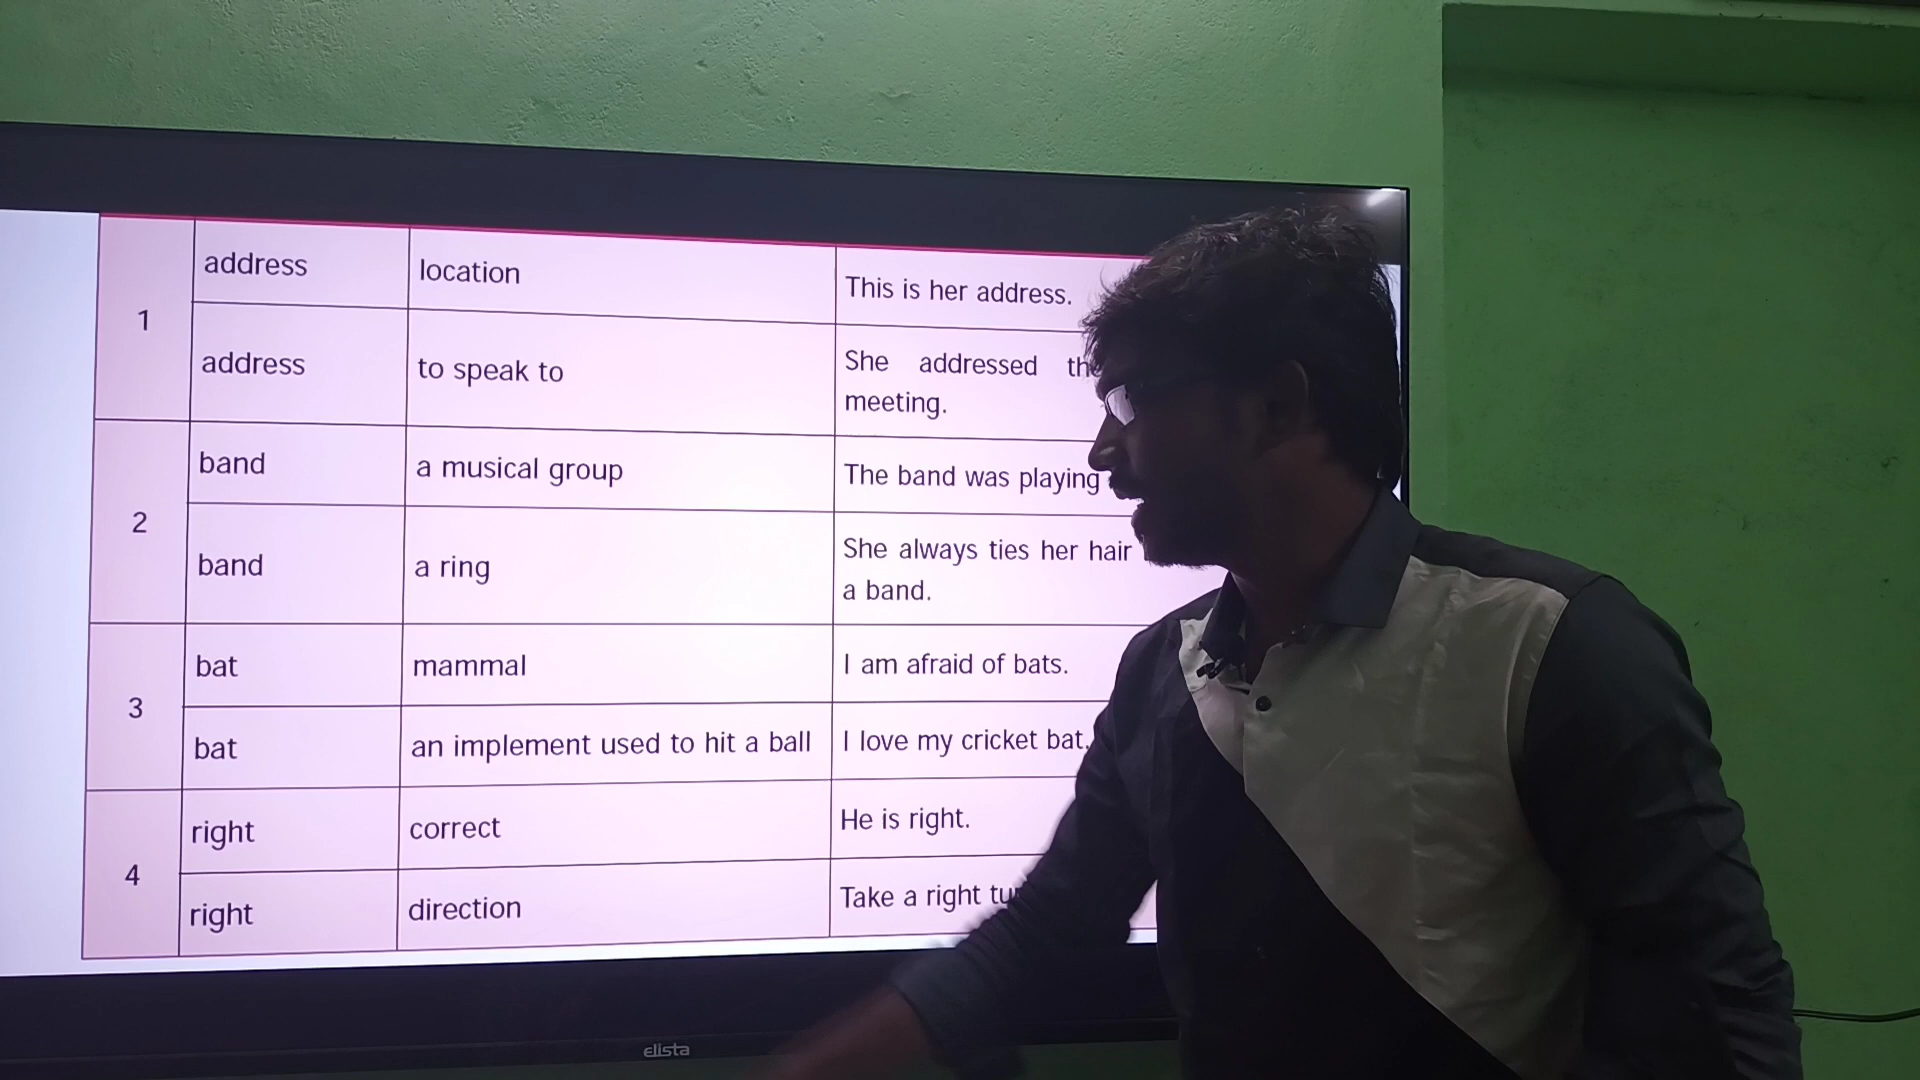 1
address
location
This is her address.
address
to speak to
She addressed
meeting.
2
band
a musical group
The band was playing
band
a ring
She always ties her hair
a band.
3
bat
mammal
I am afraid of bats.
bat
an implement used to hit a ball
I love my cricket bat.
4
right
correct
He is right.
right
direction
Take a right
elista